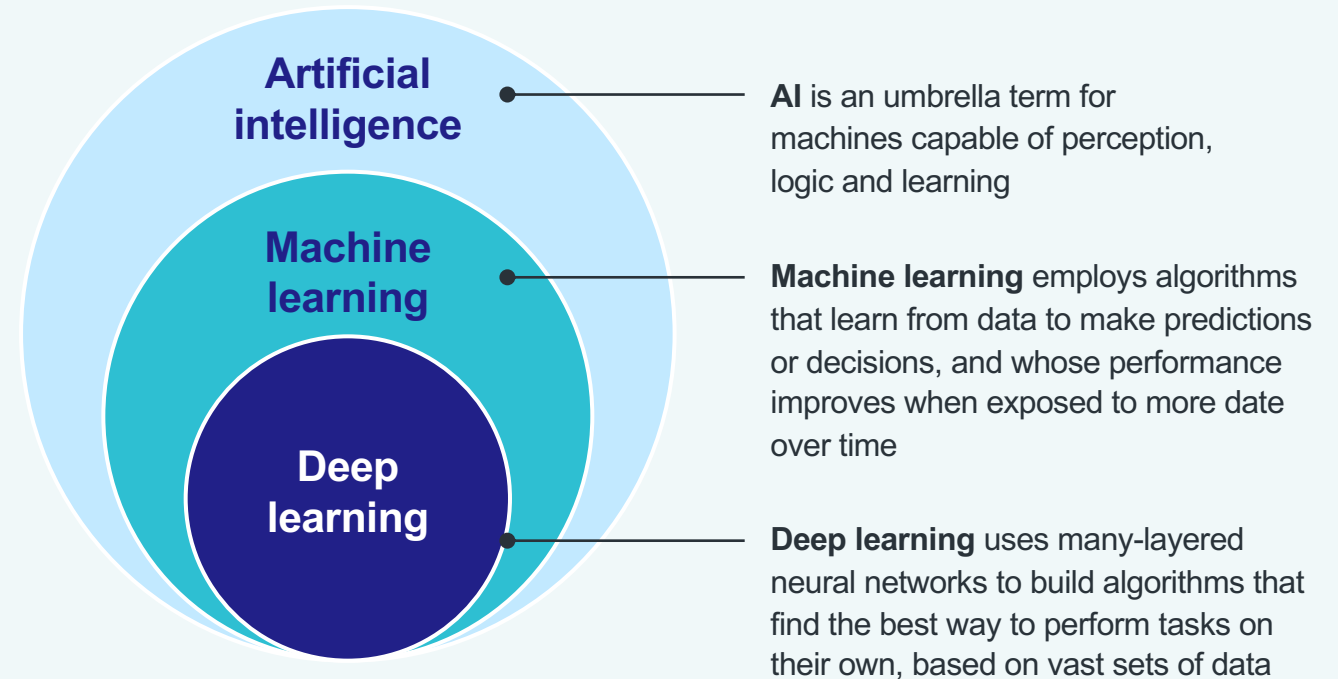 Artificial
intelligence
AI is an umbrella term for
machines capable of perception,
logic and learning
Machine
learning
Machine learning employs algorithms
that learn from data to make predictions
or decisions, and whose performance
improves when exposed to more date
over time
Deep
learning
Deep learning uses many-layered
neural networks to build algorithms that
find the best way to perform tasks on
their own, based on vast sets of data